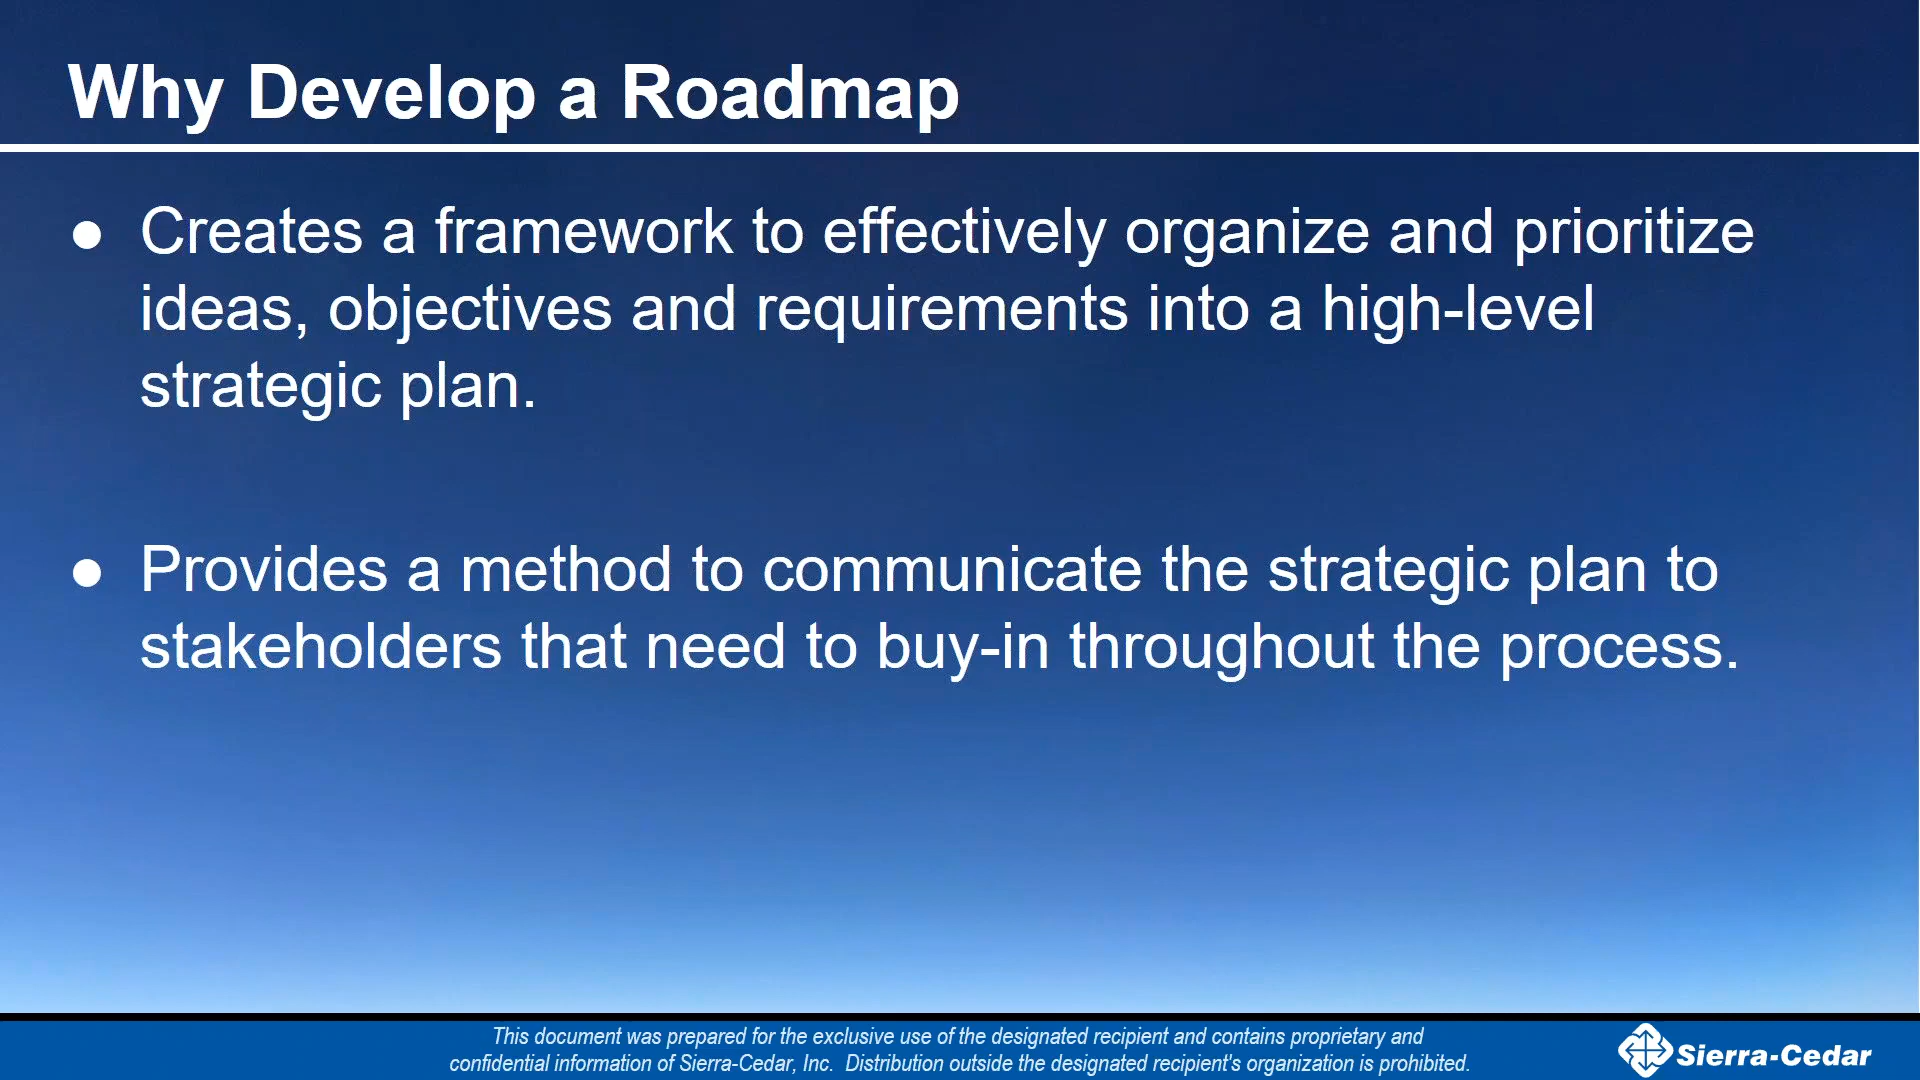 Why Develop a Roadmap
● Creates a framework to effectively organize and prioritize
ideas, objectives and requirements into a high-level
strategic plan.
● Provides a method to communicate the strategic plan to
stakeholders that need to buy-in throughout the process.
This document was prepared for the exclusive use of the designated recipient and contains proprietary and
confidential information of Sierra-Cedar, Inc. Distribution outside the designated recipient's organization is prohibited.
Sierra-Cedar